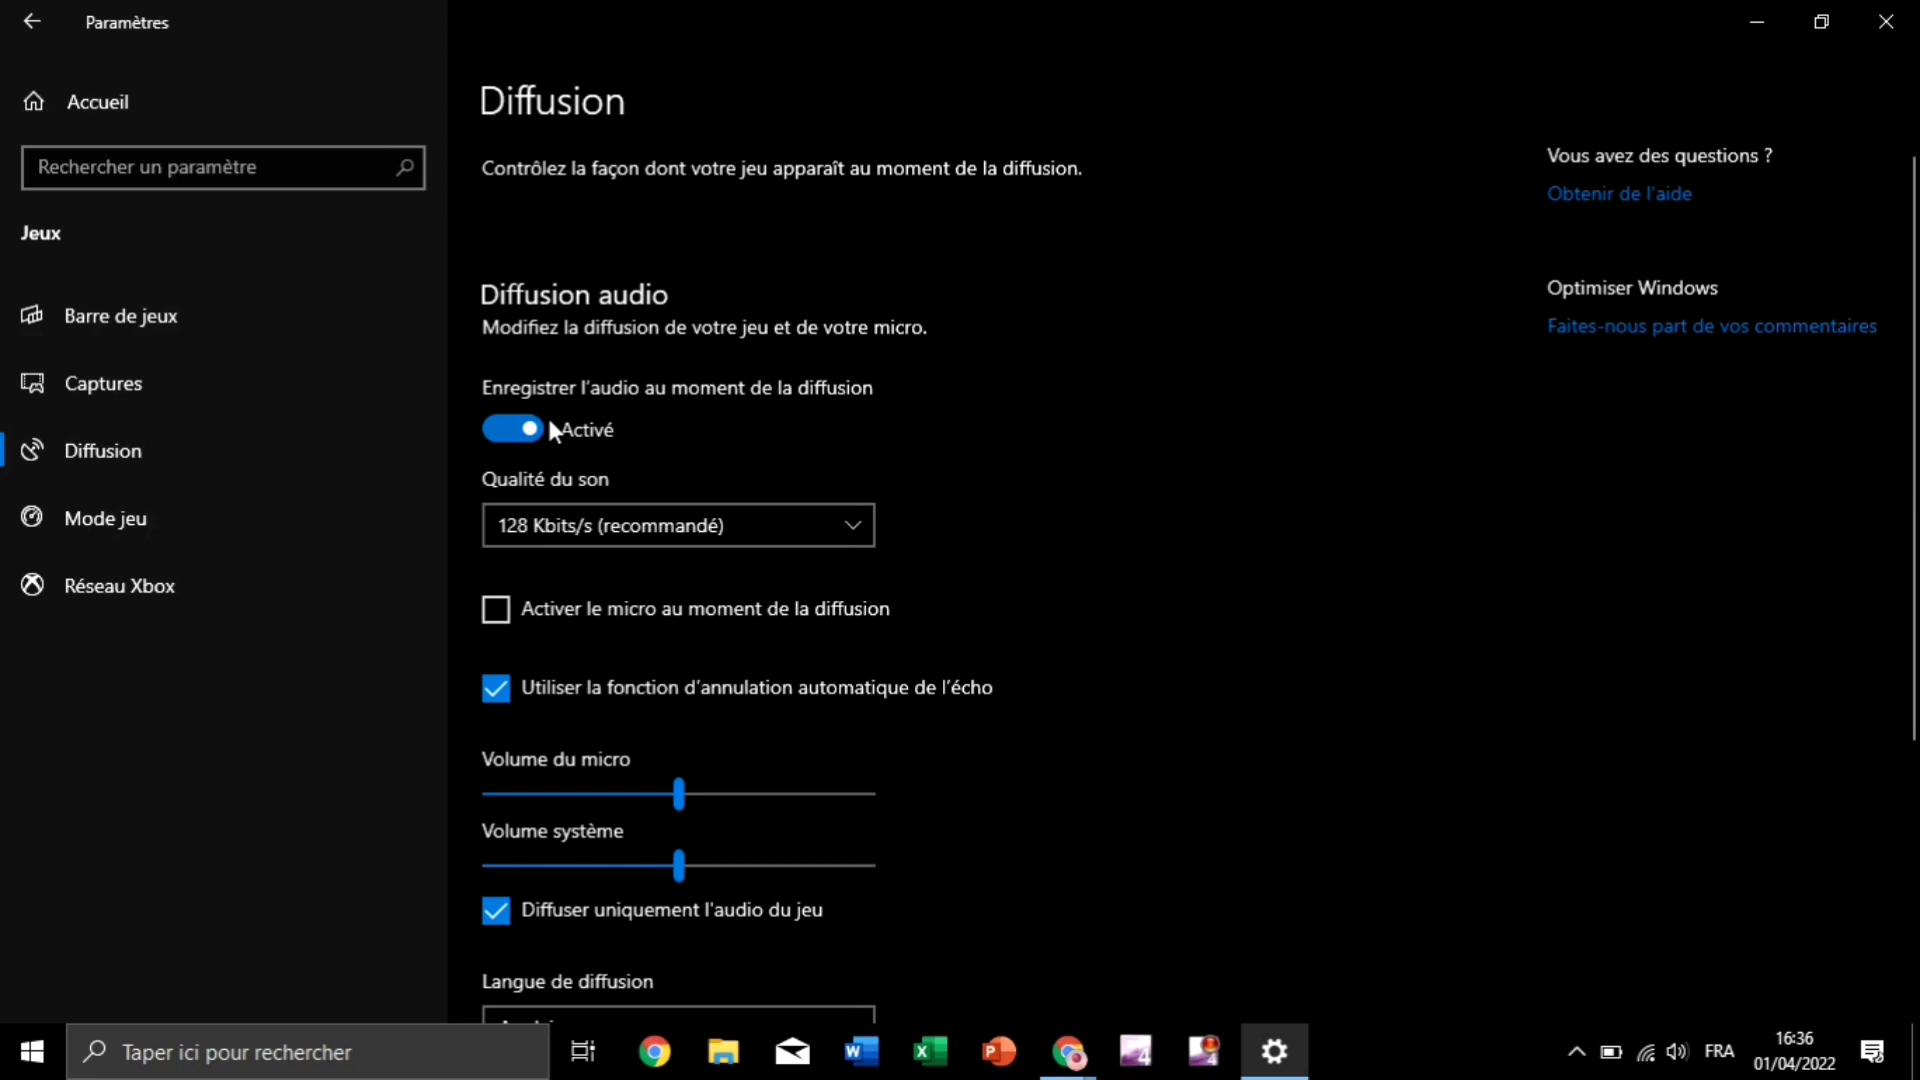 Paramètres
Accueil
Rechercher un paramètre
Jeux
Barre de jeux
Captures
Diffusion
Mode jeu
Réseau Xbox
Diffusion
Contrôlez la façon dont votre jeu apparaît au moment de la diffusion.
Diffusion audio
Modifiez la diffusion de votre jeu et de votre micro.
Enregistrer l'audio au moment de la diffusion
Activé
Qualité du son
128 Kbits/s (recommandé)
Activer le micro au moment de la diffusion
Utiliser la fonction d'annulation automatique de l'écho
Volume du micro
Volume système
Diffuser uniquement l'audio du jeu
Langue de diffusion
Vous avez des questions ?
Obtenir de l'aide
Optimiser Windows
Faites-nous part de vos commentaires
Taper ici pour rechercher
FRA
16:36
01/04/2022